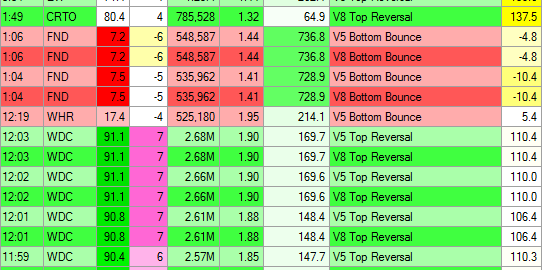 1:49 CRTO 80.4 4 785,528 1.32 64.9 V8 Top Reversal 137.5
1:06 FND 7.2 -6 548,587 1.44 736.8 V5 Bottom Bounce -4.8
1:06 FND 7.2 -6 548,587 1.44 736.8 V8 Bottom Bounce -4.8
1:04 FND 7.5 -5 535,962 1.41 728.9 V5 Bottom Bounce -10.4
1:04 FND 7.5 -5 535,962 1.41 728.9 V8 Bottom Bounce -10.4
12:19 WHR 17.4 -4 525,180 1.95 214.1 V5 Bottom Bounce 5.4
12:03 WDC 91.1 7 2.68M 1.90 169.7 V5 Top Reversal 110.4
12:03 WDC 91.1 7 2.68M 1.90 169.7 V8 Top Reversal 110.4
12:02 WDC 91.1 7 2.66M 1.90 169.6 V5 Top Reversal 110.0
12:02 WDC 91.1 7 2.66M 1.90 169.6 V8 Top Reversal 110.0
12:01 WDC 90.8 7 2.61M 1.88 148.4 V5 Top Reversal 106.4
12:01 WDC 90.8 7 2.61M 1.88 148.4 V8 Top Reversal 106.4
11:59 WDC 90.4 6 2.57M 1.85 147.7 V5 Top Reversal 110.3